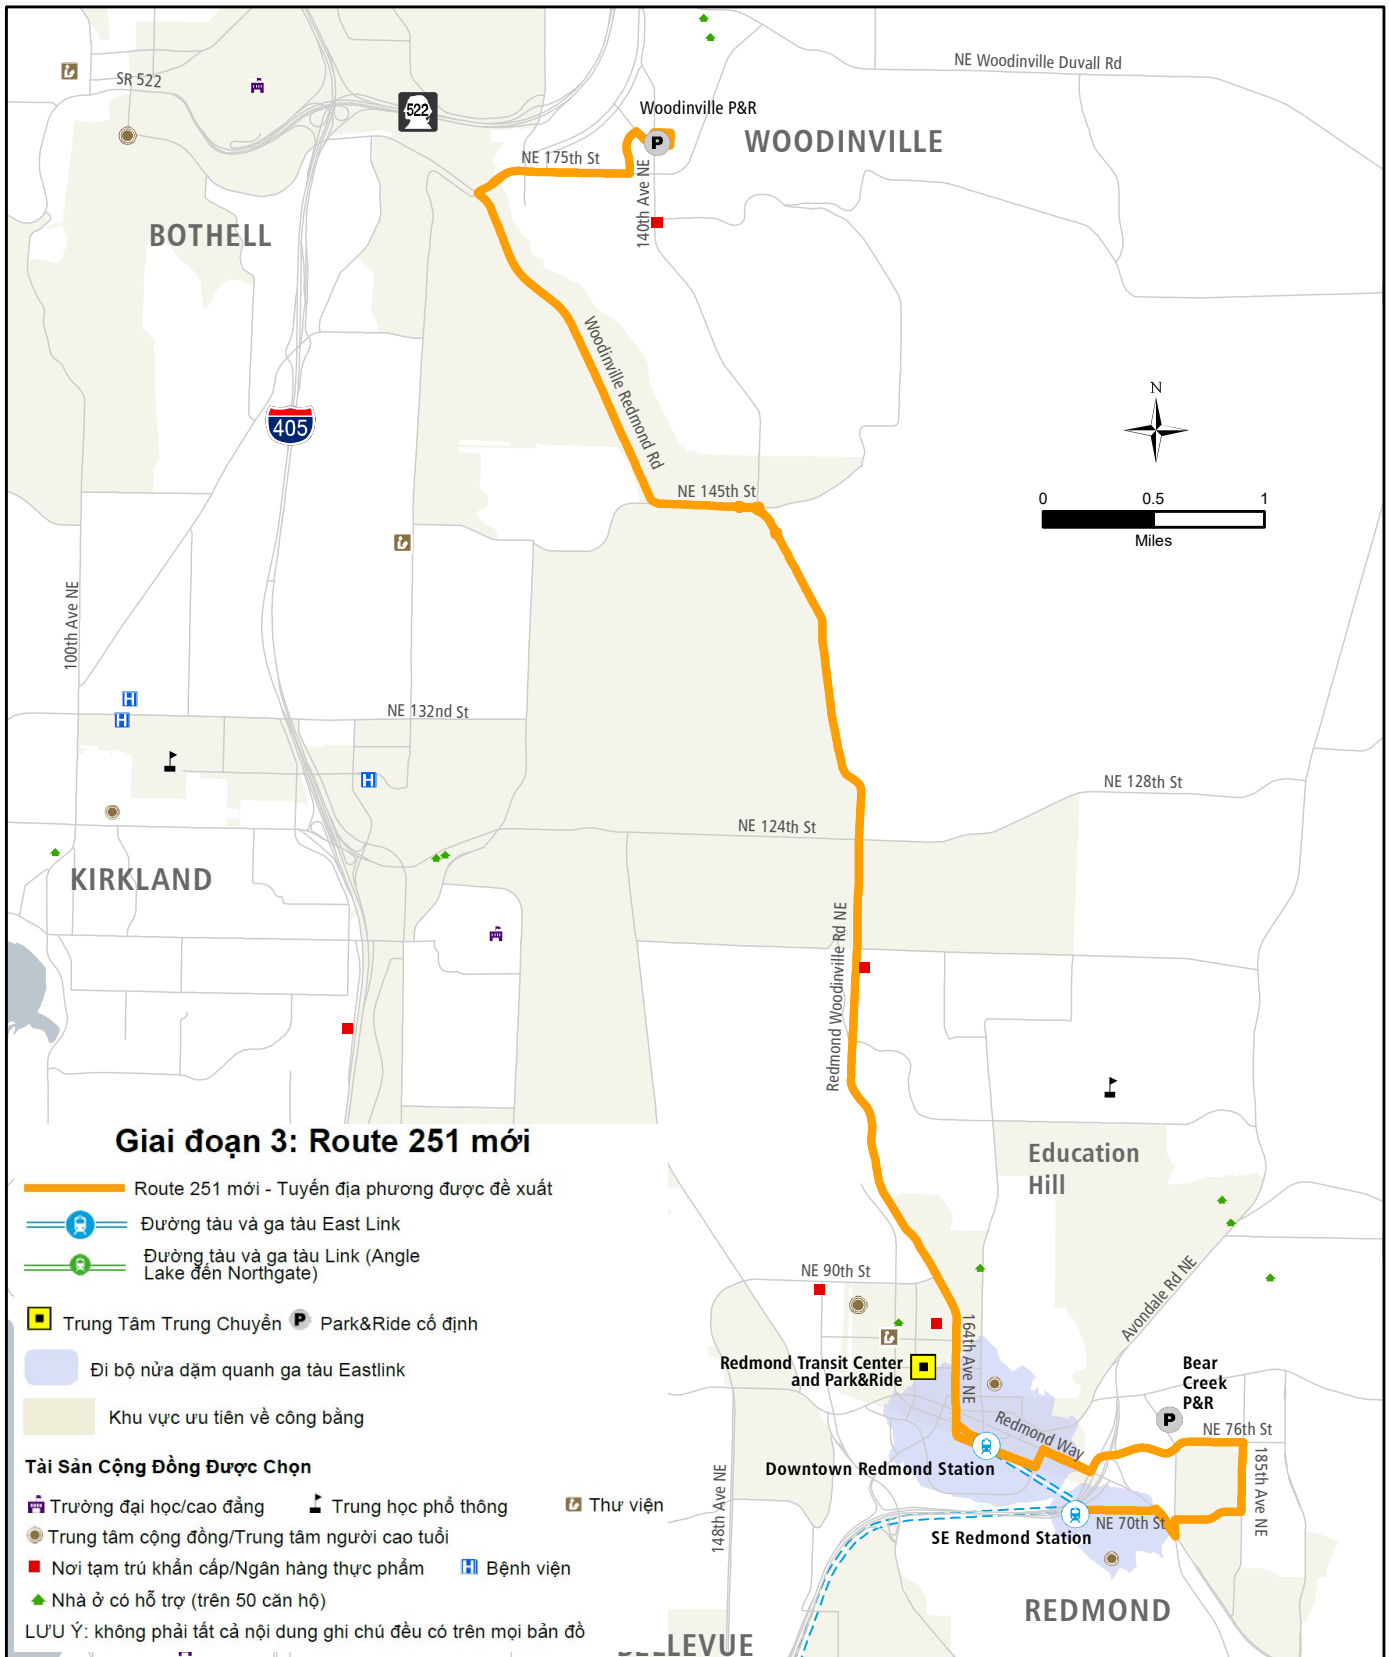 NE Woodinville Duvall Rd
SR 522
522
Woodinville P&R
WOODINVILLE
NE 175th St
140th Ave NE
BOTHELL
Woodinville Redmond Rd
405
N
NE 145th St
0 0.5 1
Miles
100th Ave NE
NE 132nd St
NE 128th St
NE 124th St
KIRKLAND
Redmond Woodinville Rd NE
Education
Hill
NE 90th St
Avondale Rd NE
164th Ave NE
Redmond Transit Center
and Park&Ride
Bear
Creek
P&R
P
Redmond Way
NE 76th St
185th Ave NE
Downtown Redmond Station
148th Ave NE
NE 70th St
SE Redmond Station
REDMOND
BELLEVUE
Giai đoạn 3: Route 251 mới
Route 251 mới - Tuyến địa phương được đề xuất
Đường tàu và ga tàu East Link
Đường tàu và ga tàu Link (Angle
Lake đến Northgate)
Trung Tâm Trung Chuyển P Park&Ride cố định
Đi bộ nửa dặm quanh ga tàu Eastlink
Khu vực ưu tiên về công bằng
Tài Sản Cộng Đồng Được Chọn
Trường đại học/cao đẳng Trung học phổ thông Thư viện
Trung tâm cộng đồng/Trung tâm người cao tuổi
Nơi tạm trú khẩn cấp/Ngân hàng thực phẩm H Bệnh viện
Nhà ở có hỗ trợ (trên 50 căn hộ)
LƯU Ý: không phải tất cả nội dung ghi chú đều có trên mọi bản đồ